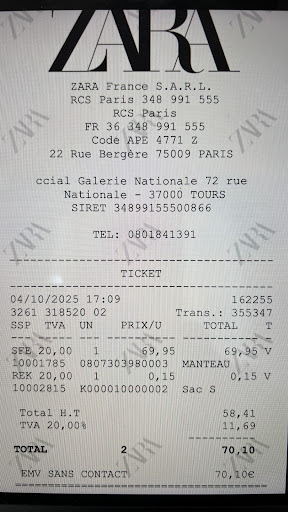 ZARA
ZARA France S.A.R.L.
RCS Paris 348 991 555
RCS Paris
FR 36 348 991 555
Code APE 4771 Z
22 Rue Bergère 75009 PARIS
ccial Galerie Nationale 72 rue
Nationale - 37000 TOURS
SIRET 34899155500866
TEL: 0801841391
TICKET
04/10/2025 17:09 162255
3261 318520 02 Trans.: 355347
SSP TVA UN PRIX/U TOTAL T
SFE 20,00 1 69,95 69,95 V
10001785 0807303980003 MANTEAU
REK 20,00 1 0,15 0,15 V
10002815 K000010000002 Sac S
Total H.T 58,41
TVA 20,00% 11,69
TOTAL 2 70,10
EMV SANS CONTACT 70,10€